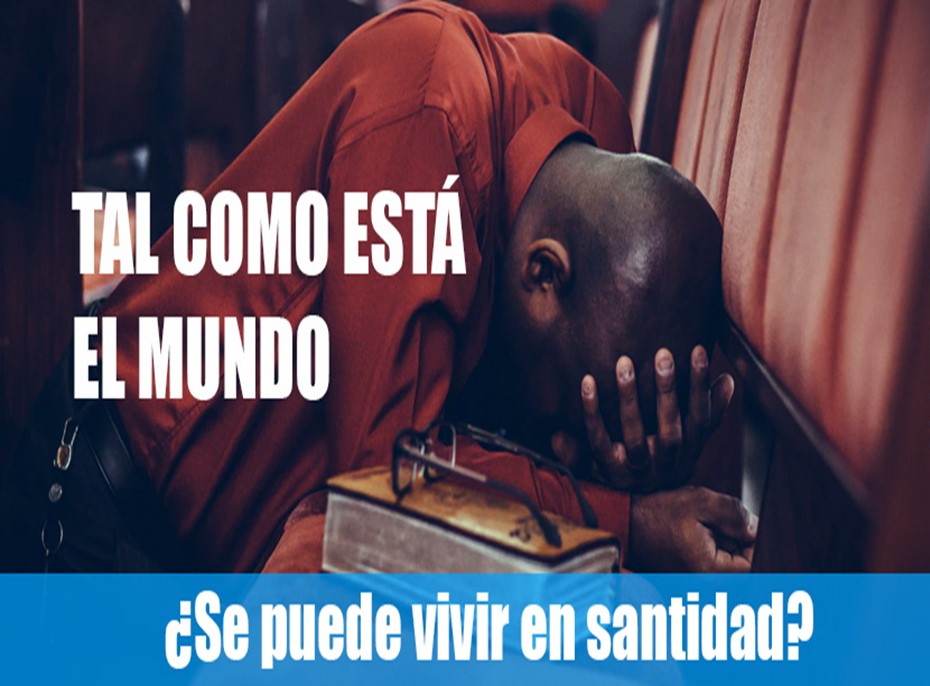 TAL COMO ESTÁ
EL MUNDO
¿Se puede vivir en santidad?